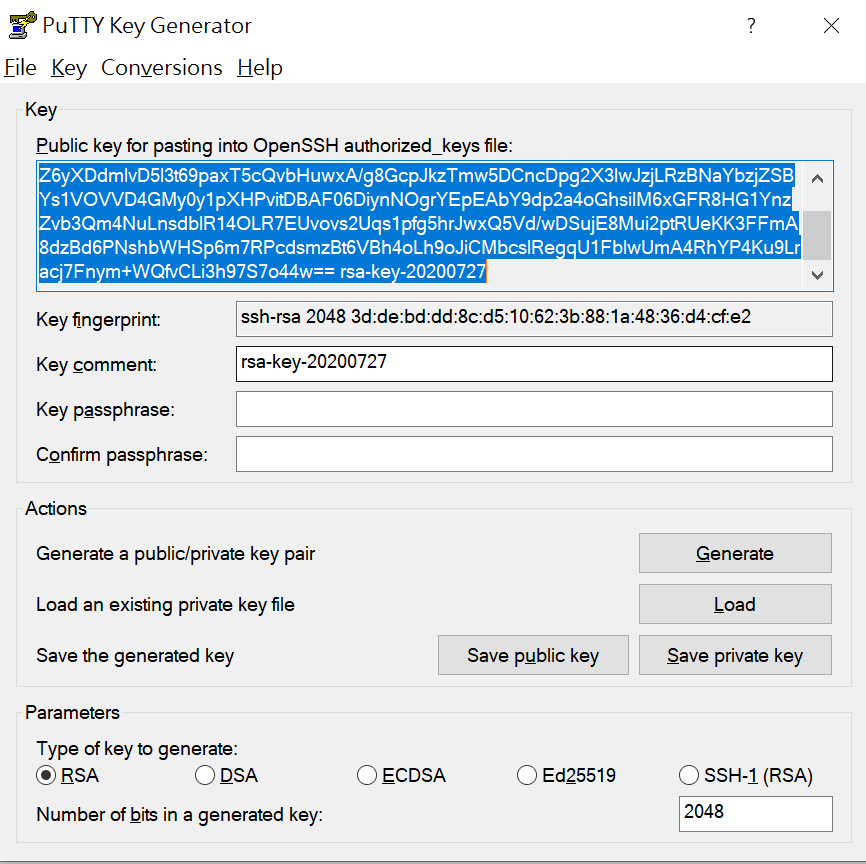 PuTTY Key Generator
?
File Key Conversions Help
Key
Public key for pasting into OpenSSH authorized_keys file:
Z6yXDdmlvD5l3t69paxT5cQvbHuwxA/g8GcpJkzTmw5DCncDpg2X3lwJzjLRzBNaYbzjZSB
Ys1VOVVD4GMy0y1pXHPvitDBAF06DiynNOgrYEpEAbY9dp2a4oGhsilM6xGFR8HG1Ynz
Zvb3Qm4NuLnsdblR14OLR7EUvovs2Uqs1pfg5hrJwxQ5Vd/wDSujE8Mui2ptRUeKK3FFmA
8dzBd6PNshbWHSp6m7RPcdsmzBt6VBh4oLh9oJiCMbcslRegqU1FblwUmA4RhYP4Ku9Lr
acj7Fnym+WQfvCLi3h97S7o44w== rsa-key-20200727
Key fingerprint:
ssh-rsa 2048 3d:de:bd:dd:8c:d5:10:62:3b:88:1a:48:36:d4:cf:e2
Key comment:
rsa-key-20200727
Key passphrase:
Confirm passphrase:
Actions
Generate a public/private key pair
Generate
Load an existing private key file
Load
Save the generated key
Save public key
Save private key
Parameters
Type of key to generate:
RSA DSA ECDSA Ed25519 SSH-1 (RSA)
Number of bits in a generated key:
2048